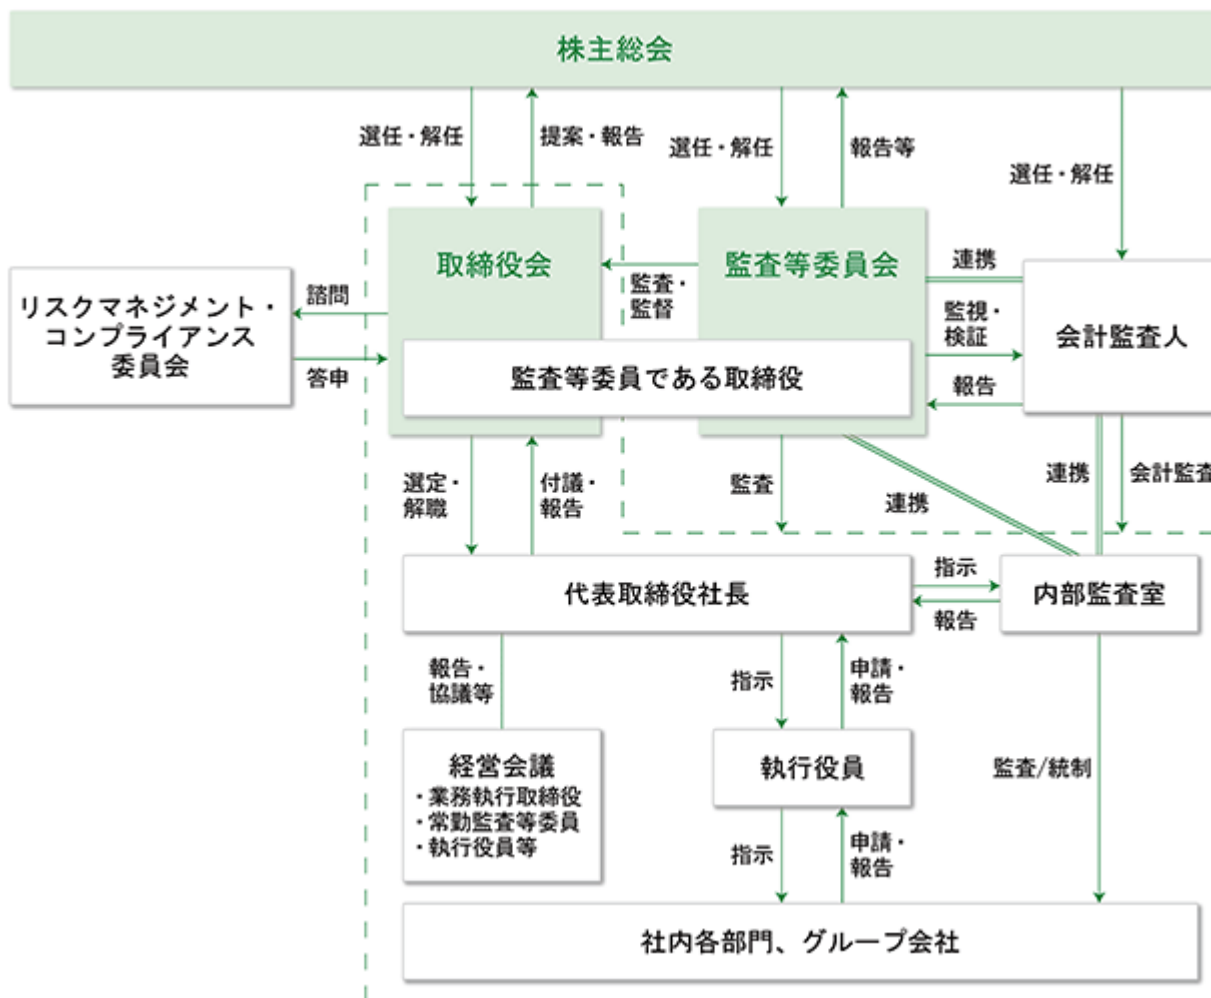 株主総会
選任・解任
提案・報告
選任・解任
報告等
選任・解任
取締役会
監査等委員会
監査・
監督
連携
監視・
検証
報告
会計監査人
リスクマネジメント・
コンプライアンス
委員会
諮問
答申
監査等委員である取締役
選定・
解職
付議・
報告
監査
連携
連携
会計監査
代表取締役社長
指示
報告
内部監査室
報告・
協議等
指示
申請・
報告
監査/統制
経営会議
・業務執行取締役
・常勤監査等委員
・執行役員等
執行役員
指示
申請・
報告
社内各部門、グループ会社